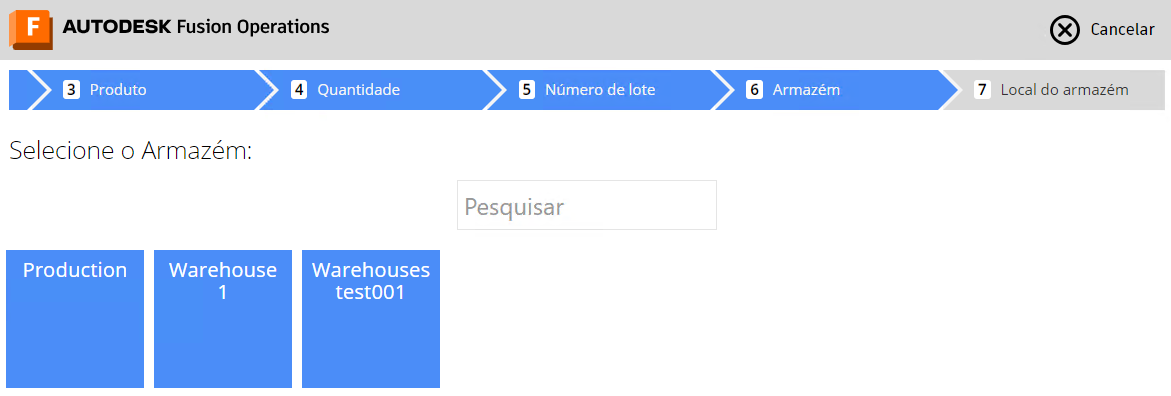 F AUTODESK Fusion Operations
Cancelar
3 Produto
4 Quantidade
5 Número de lote
6 Armazém
7 Local do armazém
Selecione o Armazém:
Pesquisar
Production
Warehouse
1
Warehouses
test001